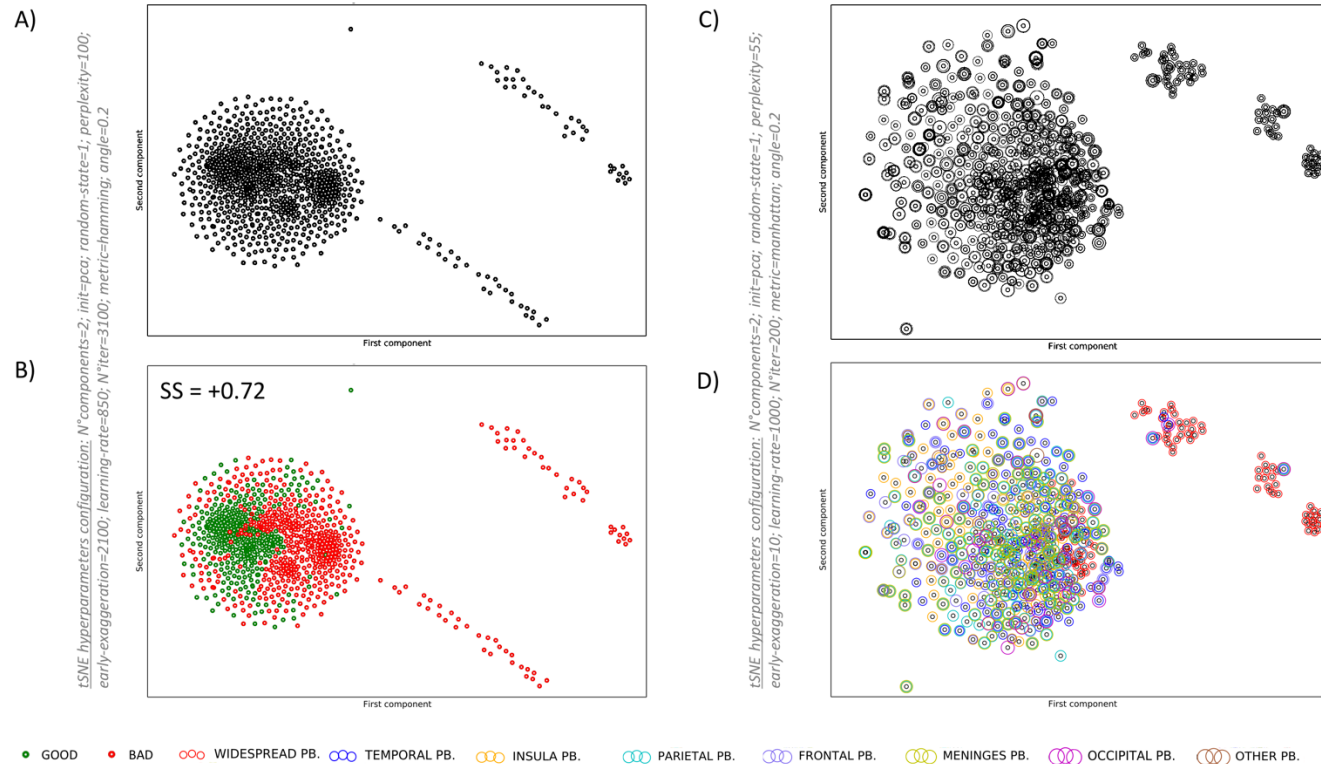 A)
tSNE hyperparameters configuration: N°components=2; init=pca; random-state=1; perplexity=100;
early-exaggeration=2100; learning-rate=850; N°iter=3100; metric=hamming; angle=0.2
Second component
First component
B)
SS = +0.72
Second component
First component
C)
tSNE hyperparameters configuration: N°components=2; init=pca; random-state=1; perplexity=55;
early-exaggeration=10; learning-rate=1000; N°iter=200; metric=manhattan; angle=0.2
Second component
First component
D)
Second component
First component
GOOD BAD WIDESPREAD PB. TEMPORAL PB. INSULA PB. PARIETAL PB. FRONTAL PB. MENINGES PB. OCCIPITAL PB. OTHER PB.